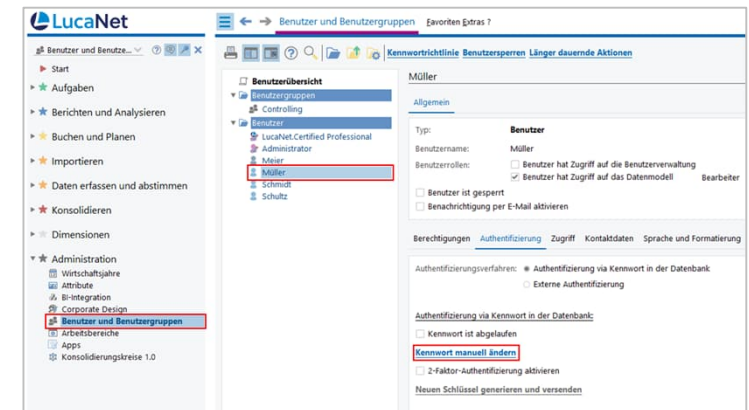 LucaNet
Benutzer und Benutzergruppen Favoriten Extras ?
Benutzer und Benutze...
Start
Aufgaben
Berichten und Analysieren
Buchen und Planen
Importieren
Daten erfassen und abstimmen
Konsolidieren
Dimensionen
Administration
Wirtschaftsjahre
Attribute
BI-Integration
Corporate Design
Benutzer und Benutzergruppen
Arbeitsbereiche
Apps
Konsolidierungskreise 1.0
Kennwortrichtlinie Benutzersperren Länger dauernde Aktionen
Benutzerübersicht
Benutzergruppen
Controlling
Benutzer
LucaNet.Certified Professional
Administrator
Meier
Müller
Schmidt
Schultz
Müller
Allgemein
Typ: Benutzer
Benutzername: Müller
Benutzerrollen: Benutzer hat Zugriff auf die Benutzerverwaltung
Benutzer hat Zugriff auf das Datenmodell Bearbeiter
Benutzer ist gesperrt
Benachrichtigung per E-Mail aktivieren
Berechtigungen Authentifizierung Zugriff Kontaktdaten Sprache und Formatierung
Authentifizierungsverfahren: Authentifizierung via Kennwort in der Datenbank
Externe Authentifizierung
Authentifizierung via Kennwort in der Datenbank:
Kennwort ist abgelaufen
Kennwort manuell ändern
2-Faktor-Authentifizierung aktivieren
Neuen Schlüssel generieren und versenden